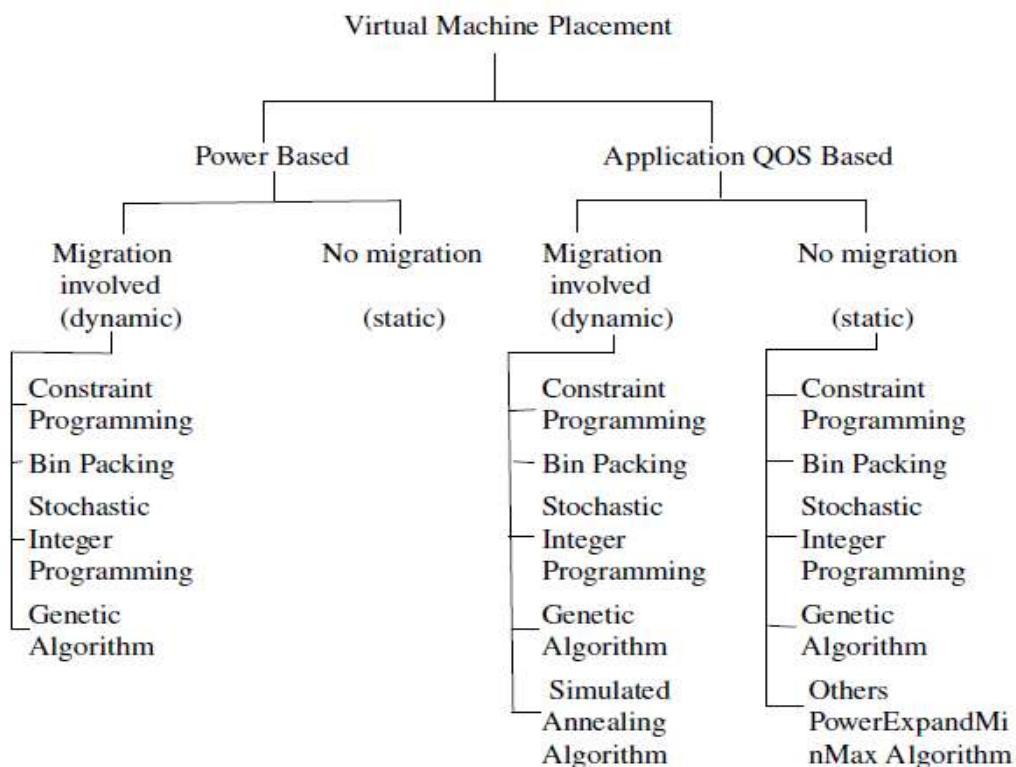 Virtual Machine Placement
Power Based
Application QOS Based
Migration
involved
(dynamic)
No migration
(static)
Migration
involved
(dynamic)
No migration
(static)
Constraint
Programming
Bin Packing
Stochastic
Integer
Programming
Genetic
Algorithm
Constraint
Programming
Bin Packing
Stochastic
Integer
Programming
Genetic
Algorithm
Simulated
Annealing
Algorithm
Constraint
Programming
Bin Packing
Stochastic
Integer
Programming
Genetic
Algorithm
Others
PowerExpandMi
nMax Algorithm